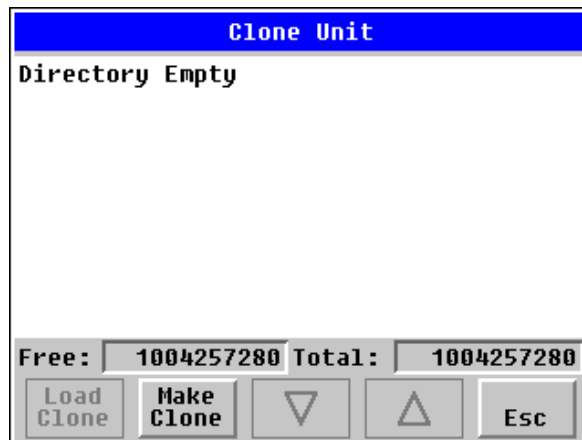 Clone Unit
Directory Empty
Free: 1004257280 Total: 1004257280
Load Clone Make Clone Esc